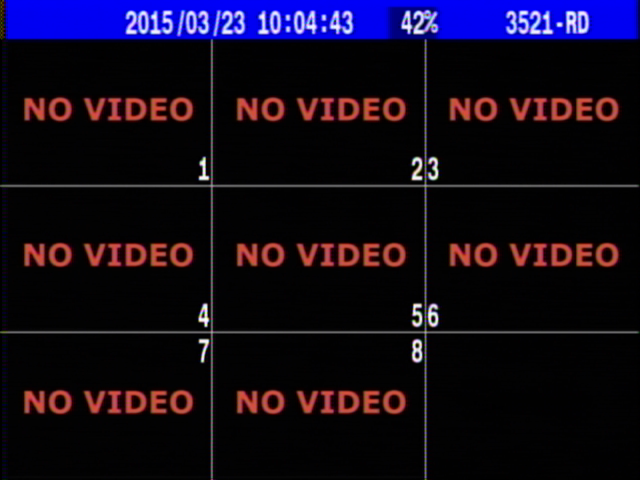 2015/03/23 10:04:43 42% 3521-RD
NO VIDEO NO VIDEO NO VIDEO
1 2 3
NO VIDEO NO VIDEO NO VIDEO
4 5 6
7 8
NO VIDEO NO VIDEO